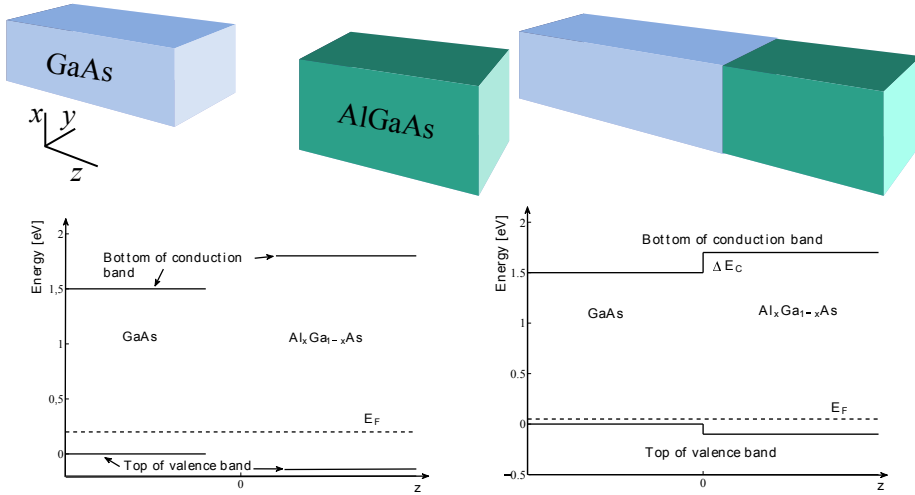 GaAs
x
y
z
AlGaAs
Energy [eV]
2
1,5
1
0,5
0
Bottom of conduction
band
GaAs
AlxGa1-xAs
EF
Top of valence band
0
z
Energy [eV]
2
1.5
1
0.5
0
-0.5
Bottom of conduction band
ΔEC
GaAs
AlxGa1-xAs
EF
Top of valence band
0
z